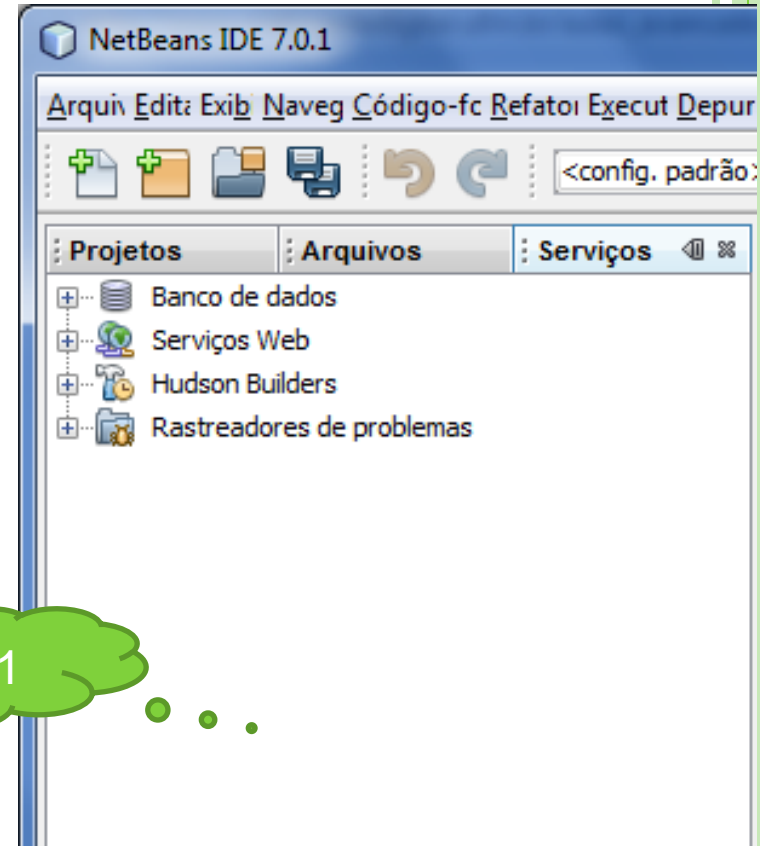 NetBeans IDE 7.0.1
Arquiv Edita Exib Naveg Código-fc Refator Execut Depur
<config. padrão>
Projetos Arquivos Serviços
Banco de dados
Serviços Web
Hudson Builders
Rastreadores de problemas
1